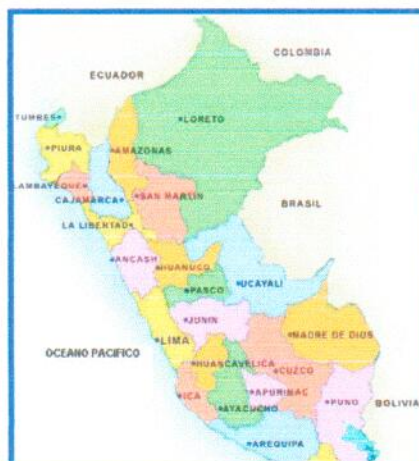 COLOMBIA
ECUADOR
LORETO
TUMBES
PIURA
AMAZONAS
LAMBAYEQUE
CAJAMARCA
SAN MARTIN
BRASIL
LA LIBERTAD
ANCASH
HUANUCO
UCAYALI
PASCO
JUNIN
MADRE DE DIOS
LIMA
OCEANO PACIFICO
HUANCAVELICA
CUZCO
ICA
APURIMAC
PUNO
BOLIVIA
AYACUCHO
AREQUIPA